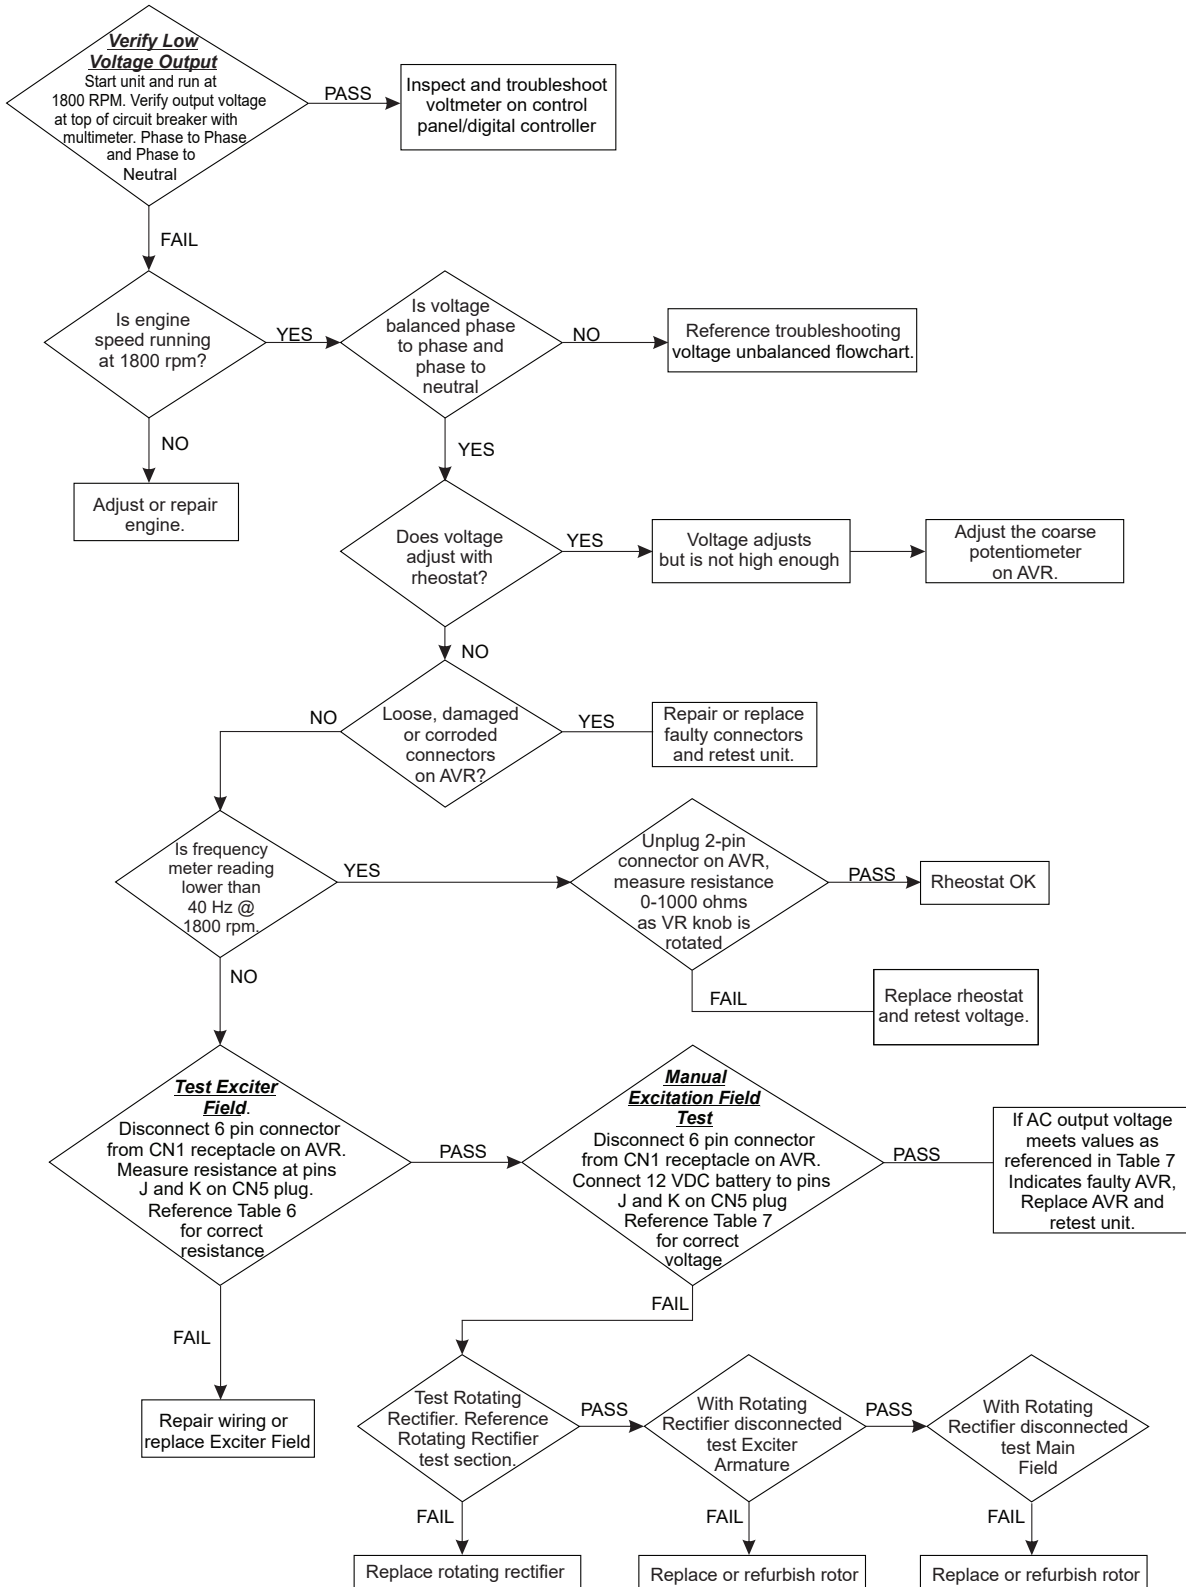 Verify Low
Voltage Output
Start unit and run at
1800 RPM. Verify output voltage
at top of circuit breaker with
multimeter. Phase to Phase
and Phase to
Neutral
PASS
Inspect and troubleshoot
voltmeter on control
panel/digital controller
FAIL
Is engine
speed running
at 1800 rpm?
YES
Is voltage
balanced phase
to phase and
phase to
neutral
NO
Reference troubleshooting
voltage unbalanced flowchart.
NO
YES
Adjust or repair
engine.
Does voltage
adjust with
rheostat?
YES
Voltage adjusts
but is not high enough
Adjust the coarse
potentiometer
on AVR.
NO
NO
Loose, damaged
or corroded
connectors
on AVR?
YES
Repair or replace
faulty connectors
and retest unit.
Is frequency
meter reading
lower than
40 Hz @
1800 rpm.
YES
Unplug 2-pin
connector on AVR,
measure resistance
0-1000 ohms
as VR knob is
rotated
PASS
Rheostat OK
NO
FAIL
Replace rheostat
and retest voltage.
Test Exciter
Field.
Disconnect 6 pin connector
from CN1 receptacle on AVR.
Measure resistance at pins
J and K on CN5 plug.
Reference Table 6
for correct
resistance
PASS
Manual
Excitation Field
Test
Disconnect 6 pin connector
from CN1 receptacle on AVR.
Connect 12 VDC battery to pins
J and K on CN5 plug
Reference Table 7
for correct
voltage
PASS
If AC output voltage
meets values as
referenced in Table 7
Indicates faulty AVR,
Replace AVR and
retest unit.
FAIL
FAIL
Repair wiring or
replace Exciter Field
Test Rotating
Rectifier. Reference
Rotating Rectifier
test section.
PASS
With Rotating
Rectifier disconnected
test Exciter
Armature
PASS
With Rotating
Rectifier disconnected
test Main
Field
FAIL
FAIL
FAIL
Replace rotating rectifier
Replace or refurbish rotor
Replace or refurbish rotor